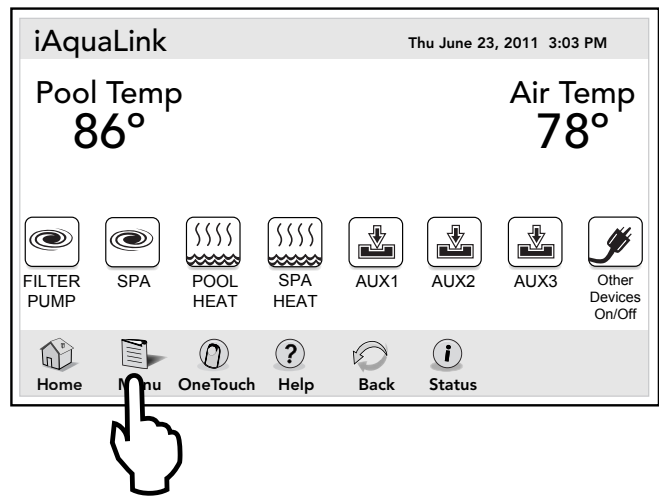 iAquaLink Thu June 23, 2011 3:03 PM
Pool Temp Air Temp
86° 78°
FILTER PUMP
SPA
POOL HEAT
SPA HEAT
AUX1
AUX2
AUX3
Other Devices On/Off
Home OneTouch Help Back Status